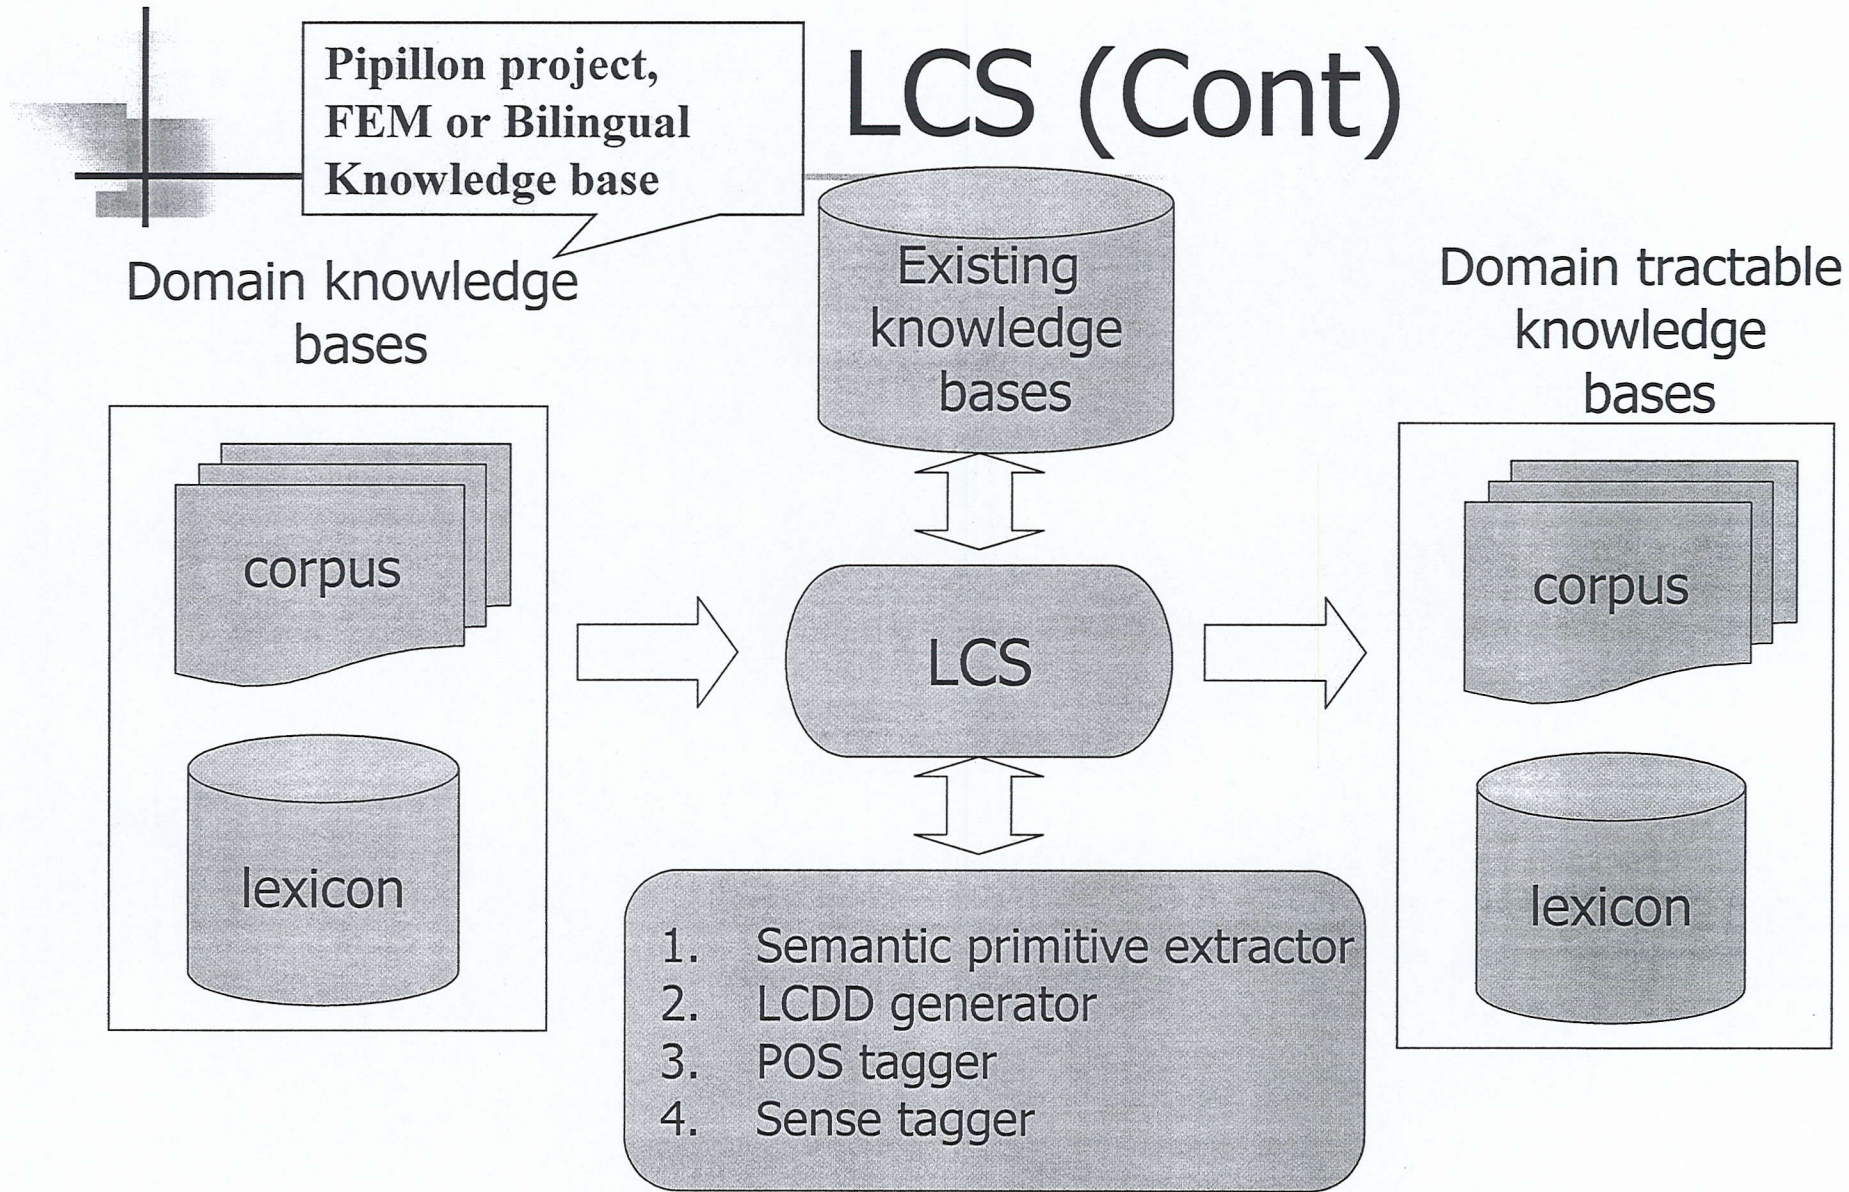 Pipillon project,
FEM or Bilingual
Knowledge base
LCS (Cont)
Domain knowledge
bases
corpus
lexicon
Existing
knowledge
bases
LCS
1. Semantic primitive extractor
2. LCDD generator
3. POS tagger
4. Sense tagger
Domain tractable
knowledge
bases
corpus
lexicon